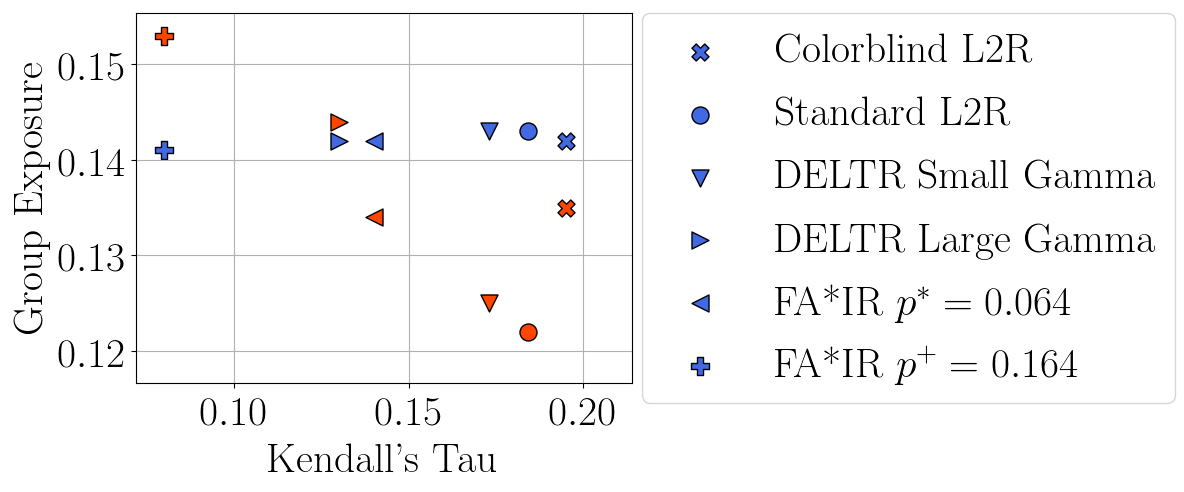 Group Exposure
0.15
0.14
0.13
0.12
0.10
0.15
0.20
Kendall's Tau
Colorblind L2R
Standard L2R
DELTR Small Gamma
DELTR Large Gamma
FA*IR p* = 0.064
FA*IR p⁺ = 0.164